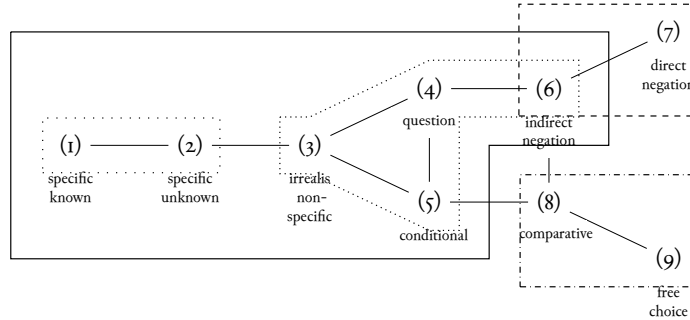 (7)
direct
negation
(4)
question
(6)
indirect
negation
(1)
specific
known
(2)
specific
unknown
(3)
irrealis
non-
specific
(5)
conditional
(8)
comparative
(9)
free
choice